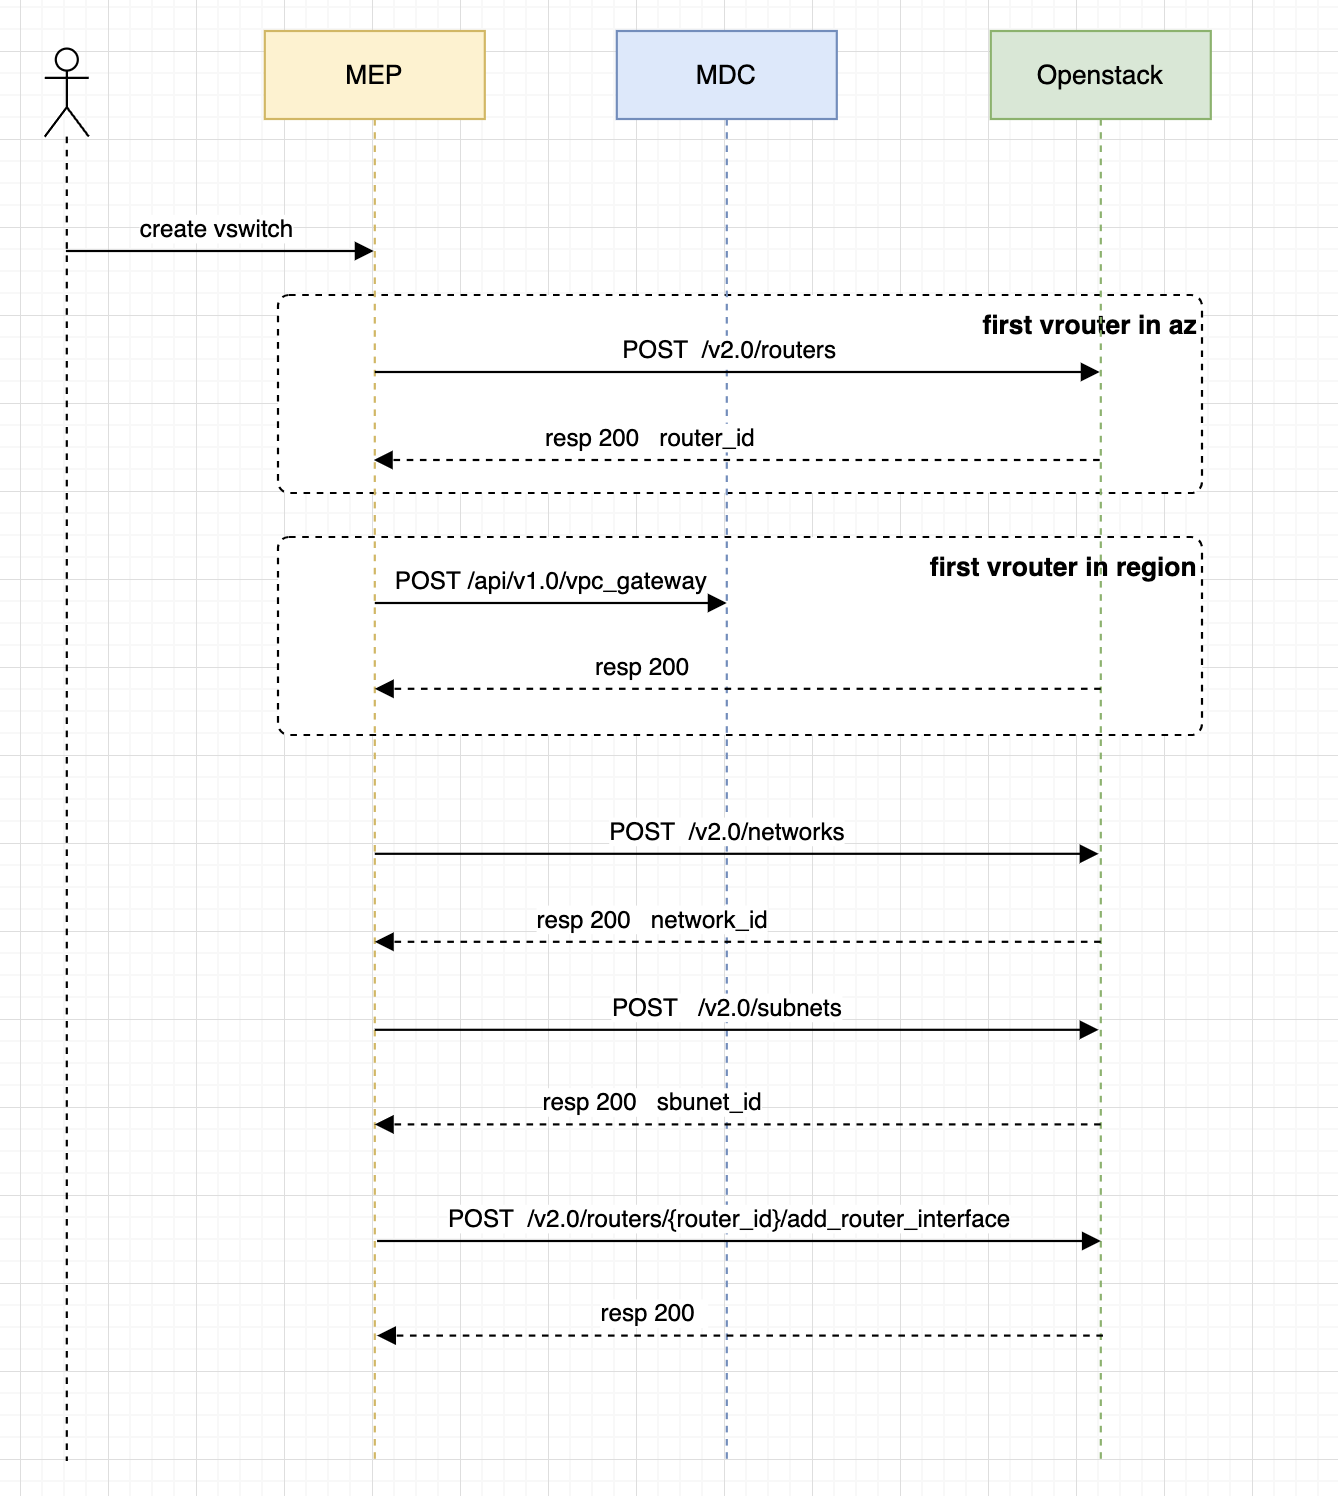 MEP
MDC
Openstack
create vswitch
first vrouter in az
POST  /v2.0/routers
resp 200   router_id
first vrouter in region
POST /api/v1.0/vpc_gateway
resp 200
POST  /v2.0/networks
resp 200   network_id
POST   /v2.0/subnets
resp 200   sbunet_id
POST  /v2.0/routers/{router_id}/add_router_interface
resp 200